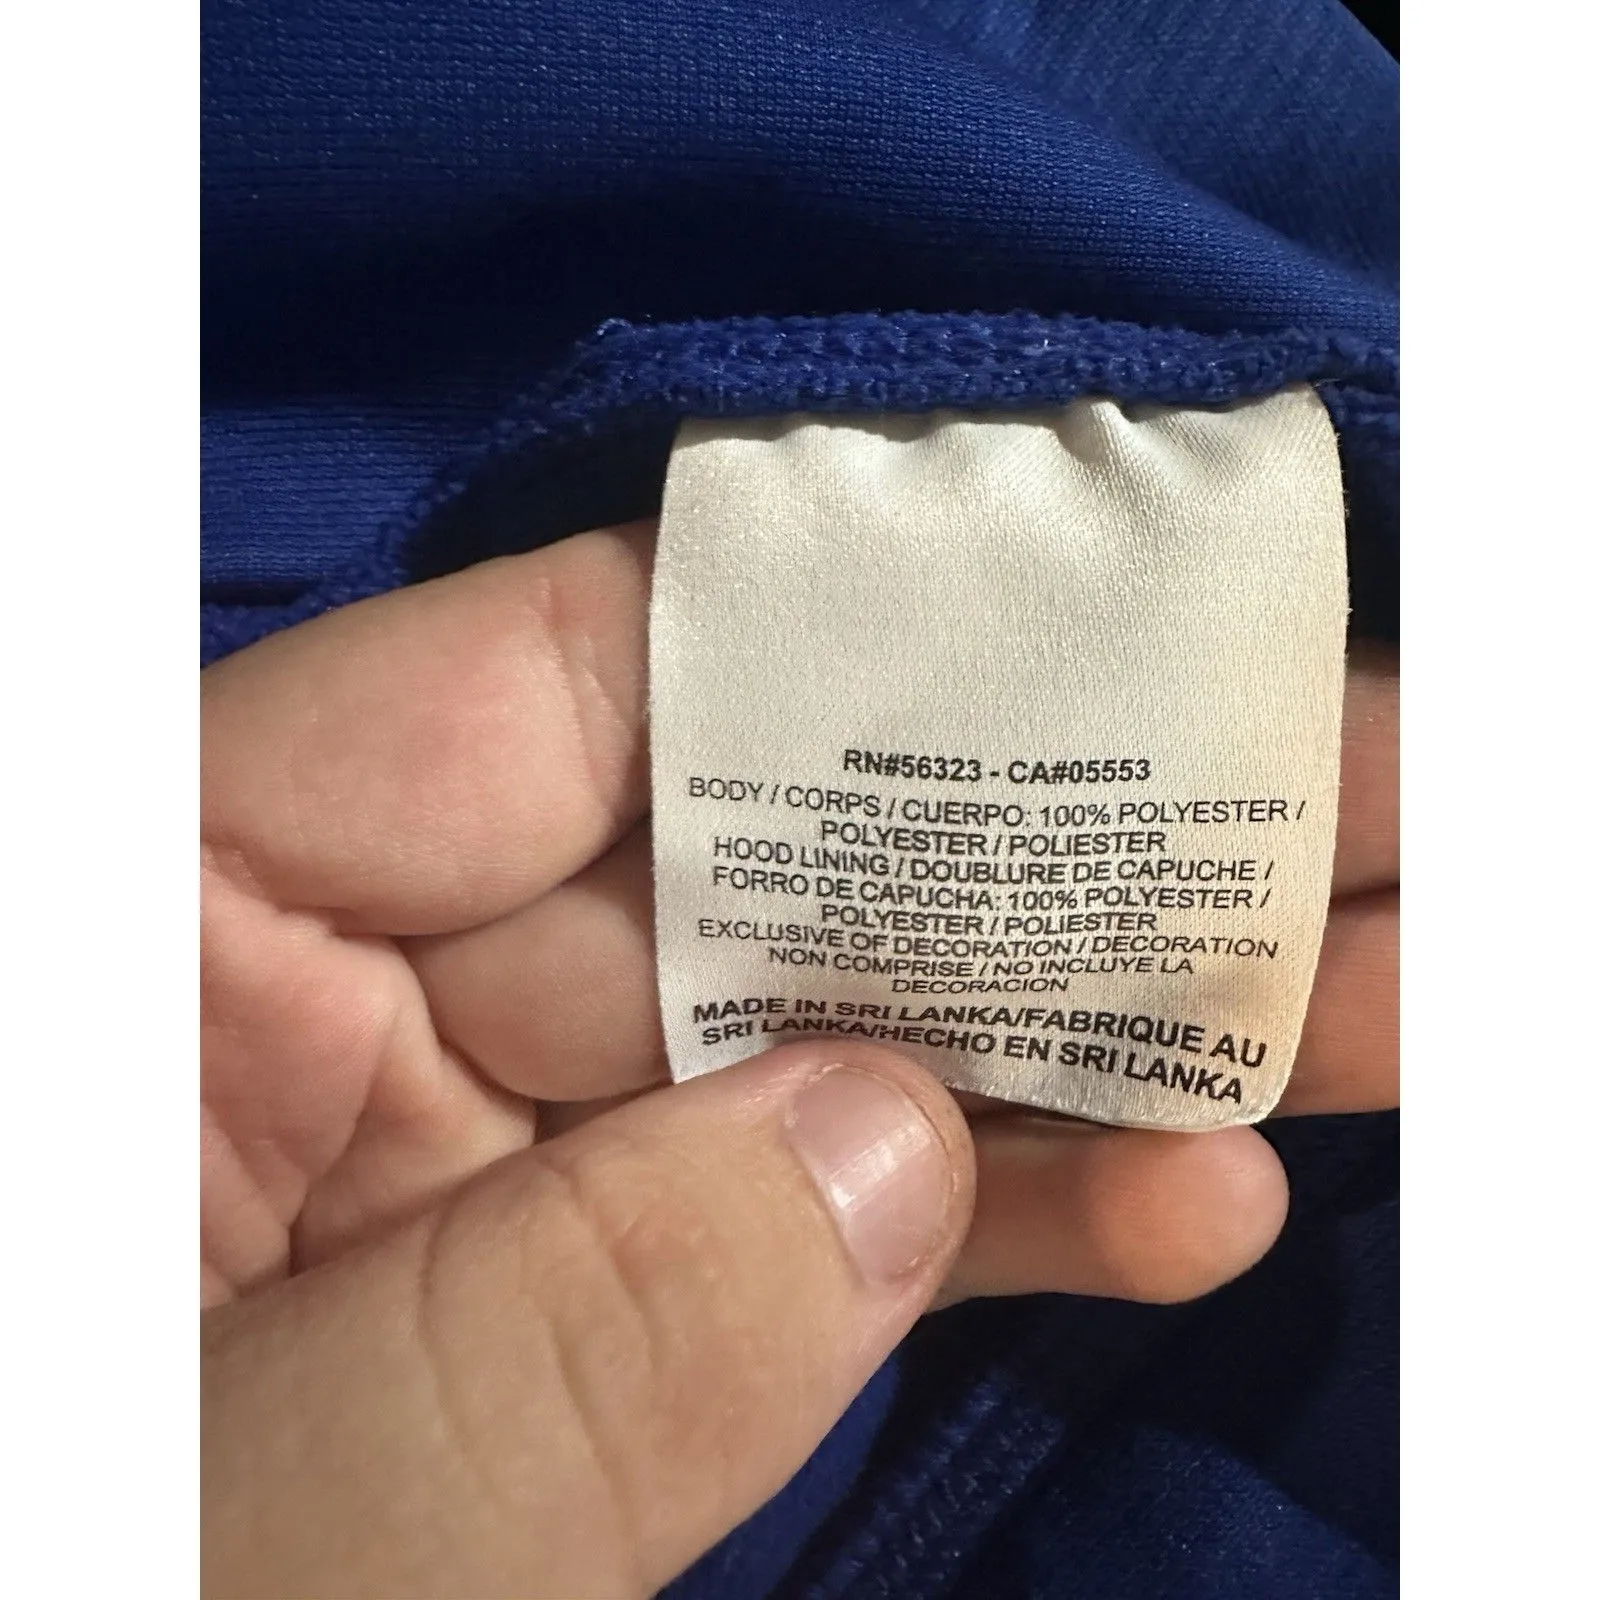 RN#56323 - CA#05553
BODY / CORPS / CUERPO: 100% POLYESTER /
POLYESTER / POLIESTER
HOOD LINING / DOUBLURE DE CAPUCHE /
FORRO DE CAPUCHA: 100% POLYESTER /
POLYESTER / POLIESTER
EXCLUSIVE OF DECORATION / DECORATION
NON COMPRISE / NO INCLUYE LA
DECORACION
MADE IN SRI LANKA/FABRIQUE AU
SRI LANKA/HECHO EN SRI LANKA